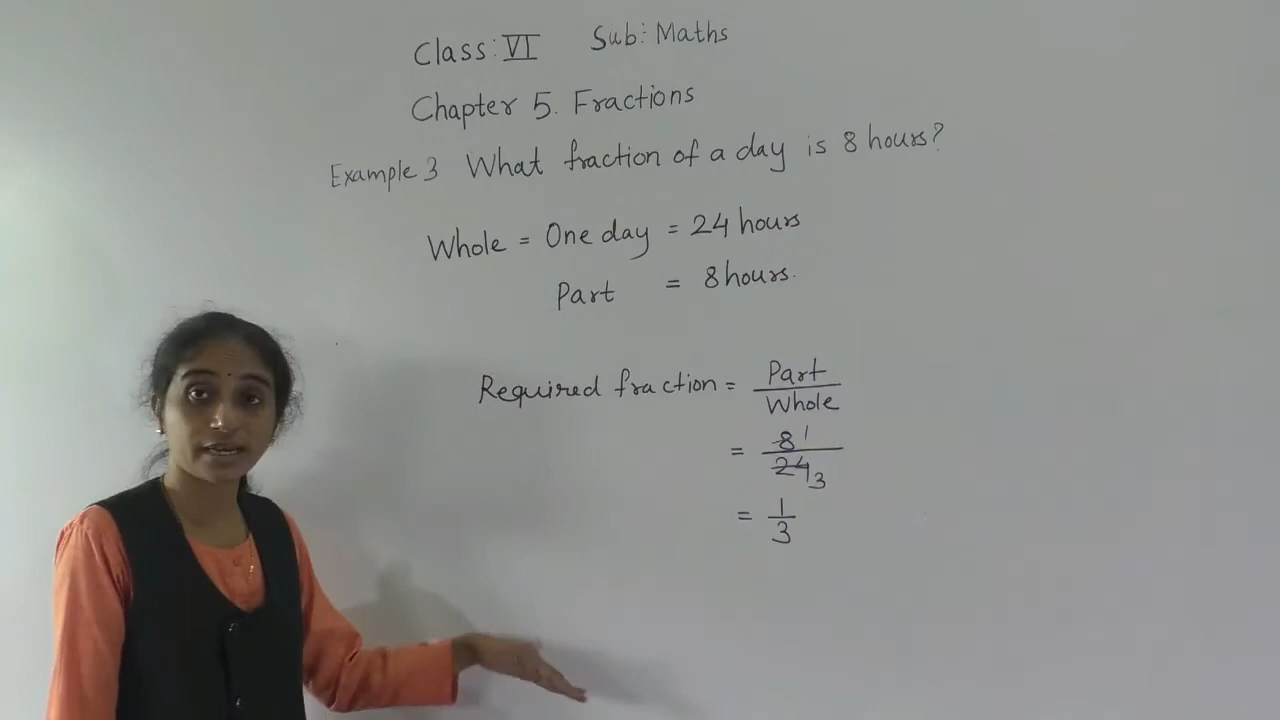 Class: VI Sub: Maths
Chapter 5. Fractions
Example 3 What fraction of a day is 8 hours?
Whole = One day = 24 hours
Part = 8 hours.
Required fraction = Part
Whole
= 8 1
24 3
= 1
3